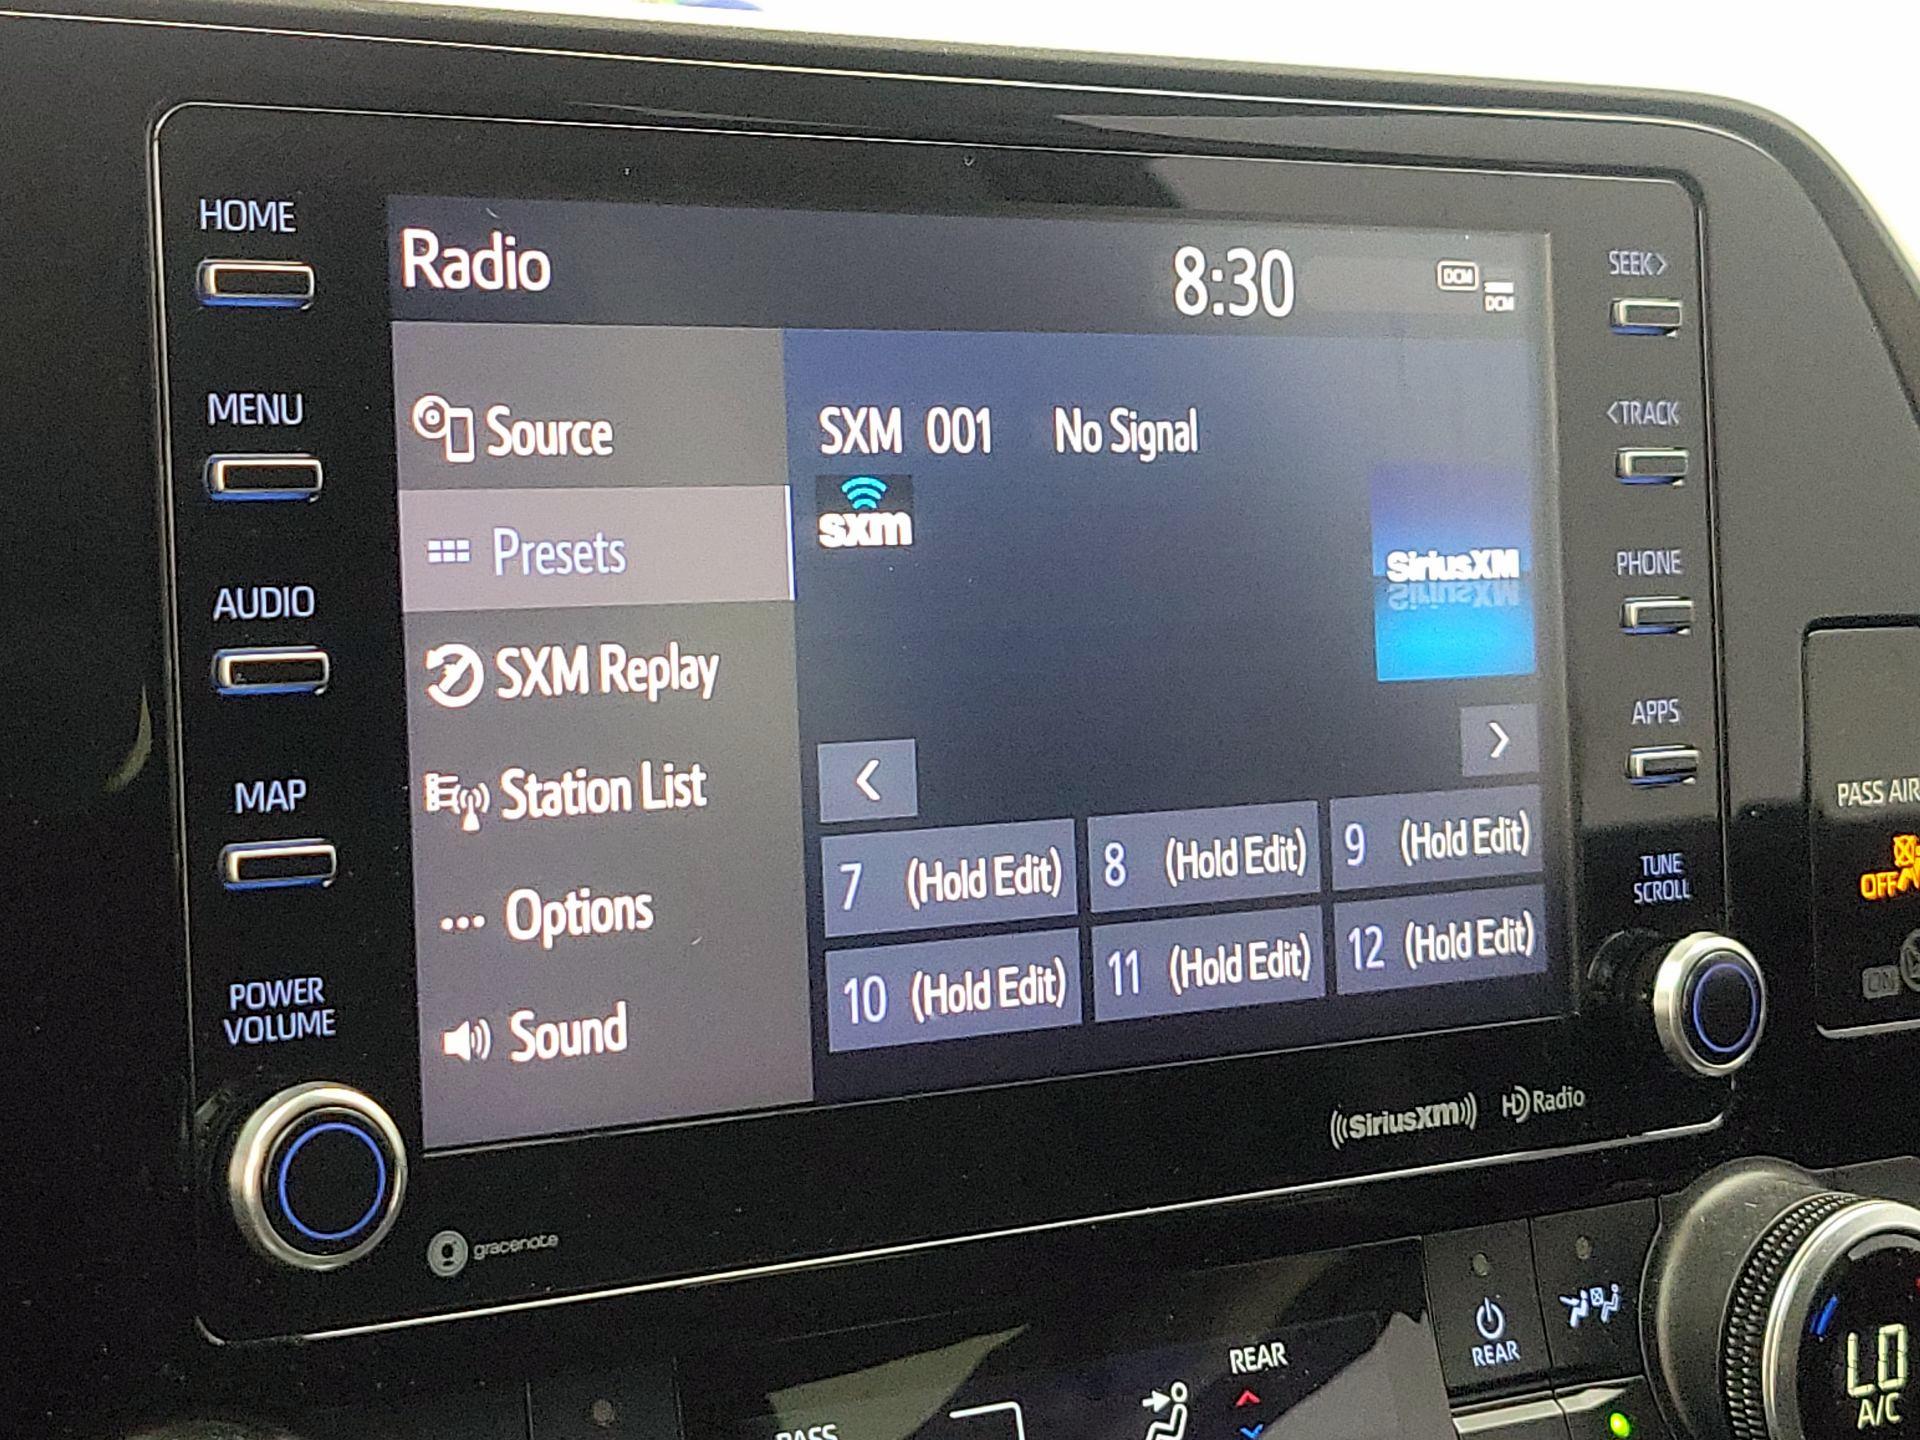 HOME
MENU
AUDIO
MAP
POWER
VOLUME
Radio
8:30
DCM
DCM
Source
Presets
SXM Replay
Station List
Options
Sound
SXM 001 No Signal
sxm
SiriusXM
7 (Hold Edit)
8 (Hold Edit)
9 (Hold Edit)
10 (Hold Edit)
11 (Hold Edit)
12 (Hold Edit)
SEEK>
<TRACK
PHONE
APPS
TUNE
SCROLL
gracenote
((SiriusXM))
HD Radio
PASS AIR
OFF
ON
REAR
REAR
PASS
LO
A/C